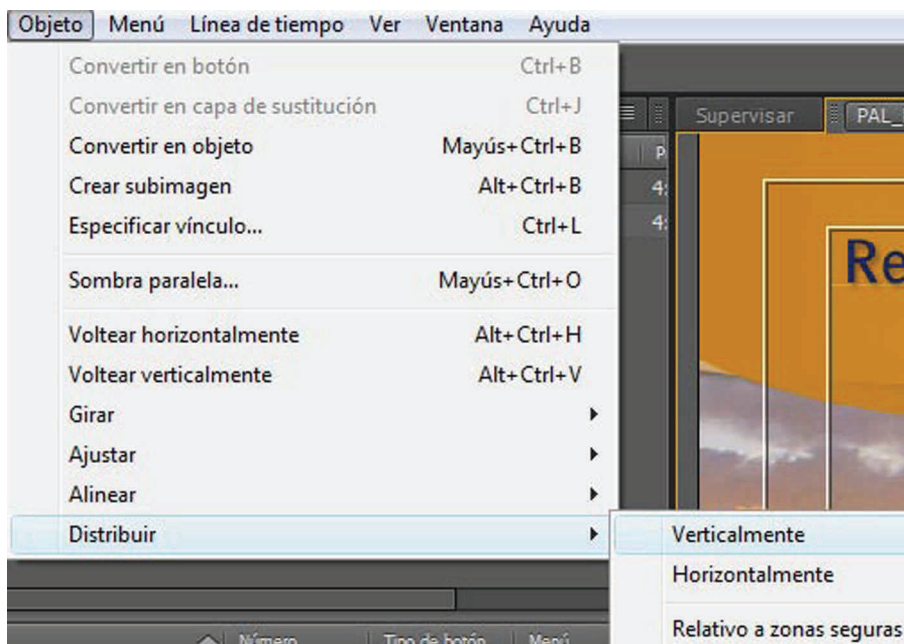 Objeto Menú Línea de tiempo Ver Ventana Ayuda
Convertir en botón Ctrl+B
Convertir en capa de sustitución Ctrl+J
Convertir en objeto Mayús+Ctrl+B
Crear subimagen Alt+Ctrl+B
Especificar vínculo... Ctrl+L
Sombra paralela... Mayús+Ctrl+O
Voltear horizontalmente Alt+Ctrl+H
Voltear verticalmente Alt+Ctrl+V
Girar
Ajustar
Alinear
Distribuir
Verticalmente
Horizontalmente
Relativo a zonas seguras
Supervisar PAL_
P
4:
4:
Re
Número Tipo de botón Menú